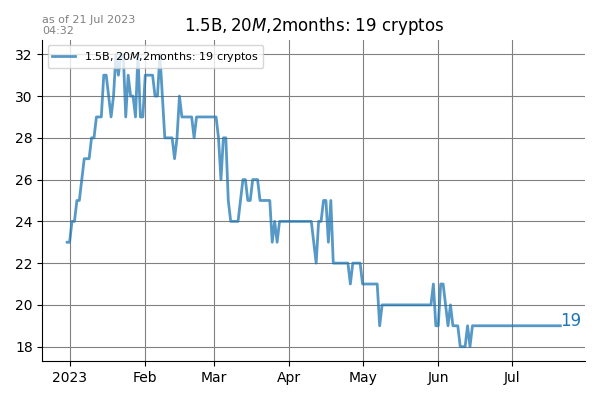 as of 21 Jul 2023
04:32
1.5B,20M,2months: 19 cryptos
1.5B, 20M, 2months: 19 cryptos
32
30
28
26
24
22
20
18
19
2023 Feb Mar Apr May Jun Jul